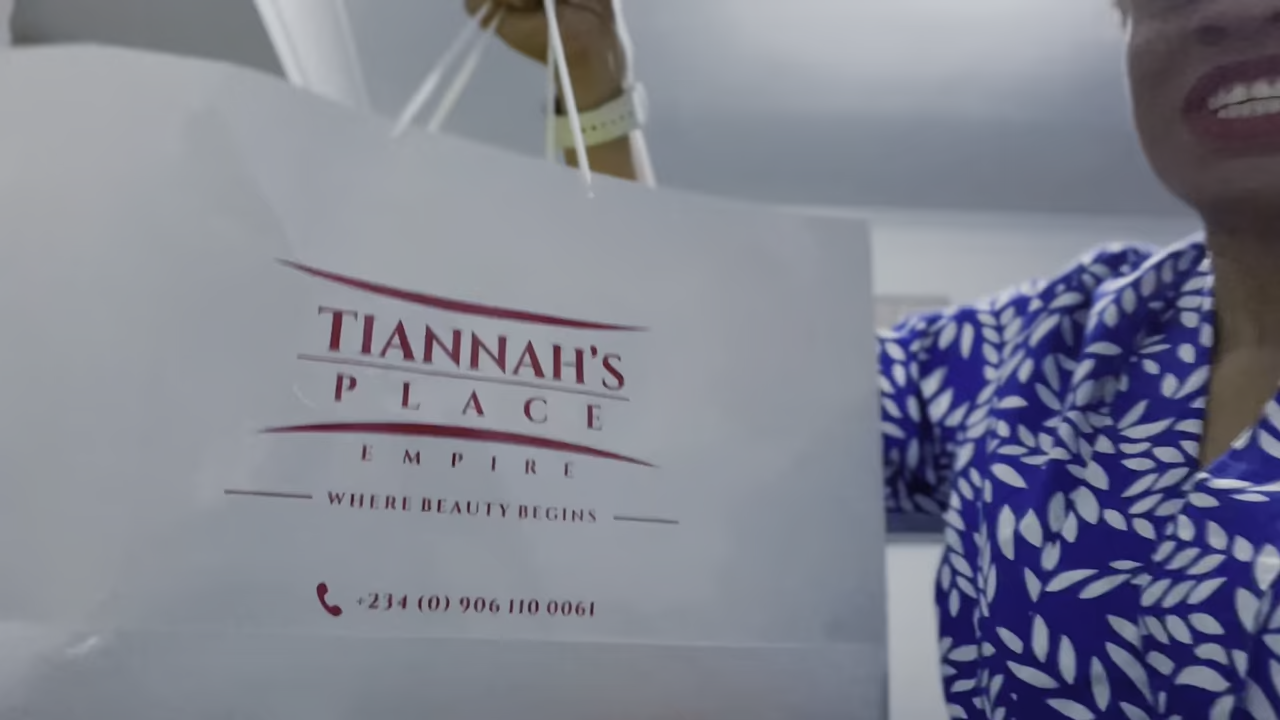 TIANNAH'S
PLACE
EMPIRE
WHERE BEAUTY BEGINS
+234 (0) 906 110 0061